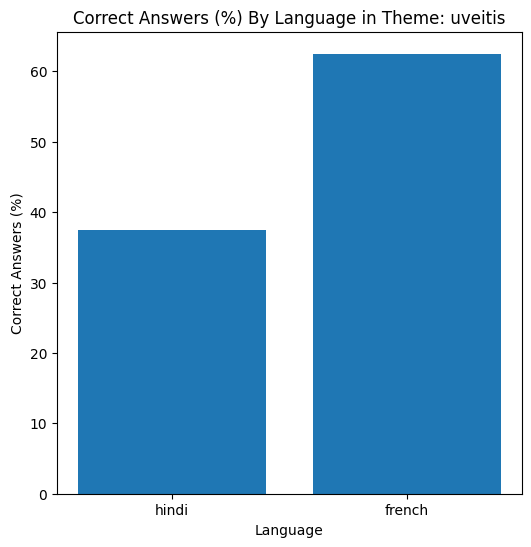 Correct Answers (%) By Language in Theme: uveitis
Correct Answers (%)
60
50
40
30
20
10
0
hindi
french
Language